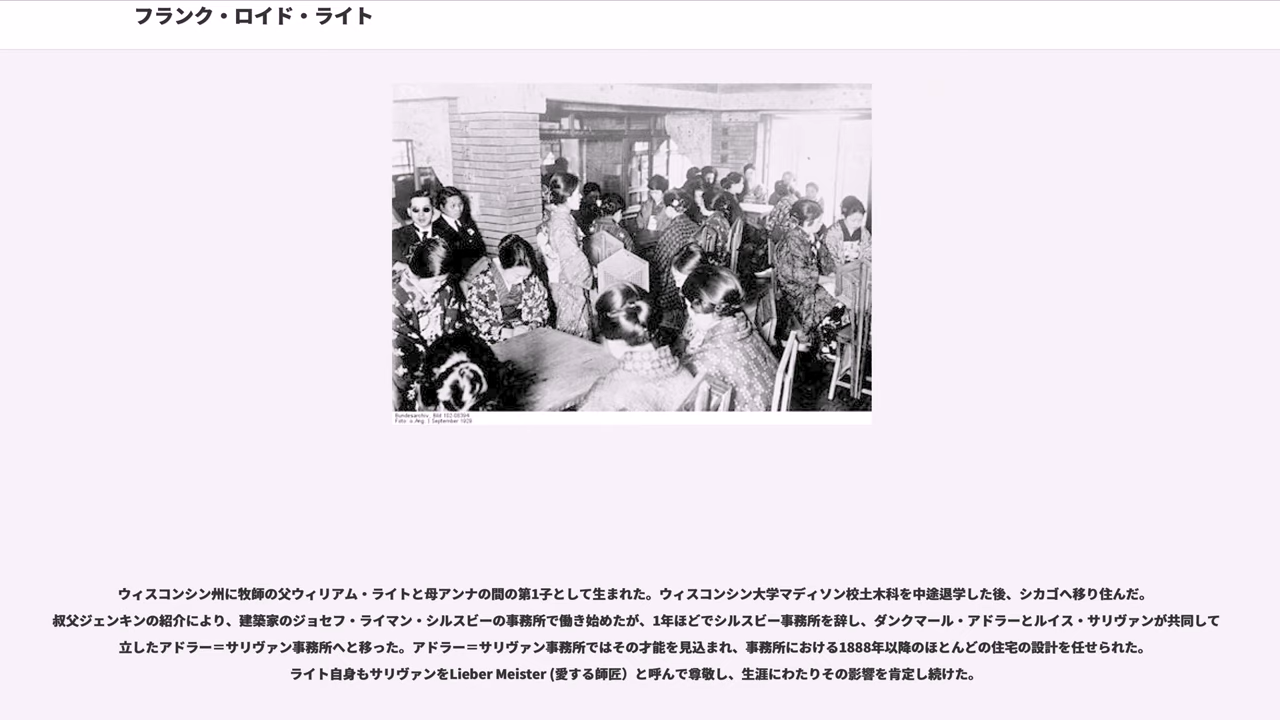 フランク・ロイド・ライト
Bundesarchiv, Bild 102-08394
Foto: o.Ang. | September 1929
ウィスコンシン州に牧師の父ウィリアム・ライトと母アンナの間の第1子として生まれた。ウィスコンシン大学マディソン校土木科を中途退学した後、シカゴへ移り住んだ。
叔父ジェンキンの紹介により、建築家のジョセフ・ライマン・シルスビーの事務所で働き始めたが、1年ほどでシルスビー事務所を辞し、ダンクマール・アドラーとルイス・サリヴァンが共同して
立したアドラー＝サリヴァン事務所へと移った。アドラー＝サリヴァン事務所ではその才能を見込まれ、事務所における1888年以降のほとんどの住宅の設計を任せられた。
ライト自身もサリヴァンをLieber Meister (愛する師匠）と呼んで尊敬し、生涯にわたりその影響を肯定し続けた。